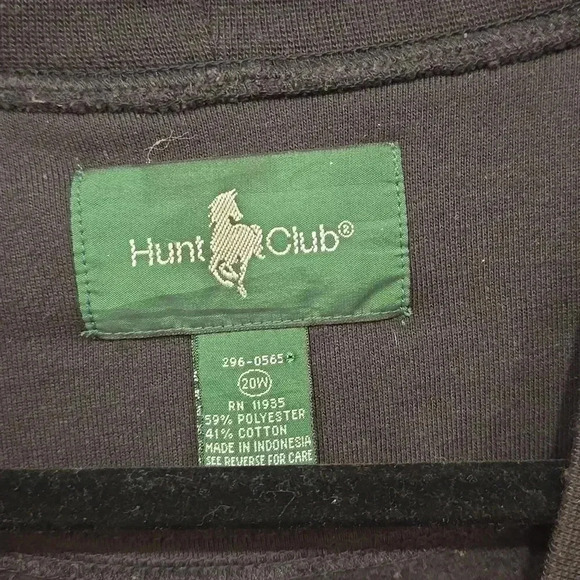 Hunt Club®
296-0565
20W
RN 11935
59% POLYESTER
41% COTTON
MADE IN INDONESIA
SEE REVERSE FOR CARE